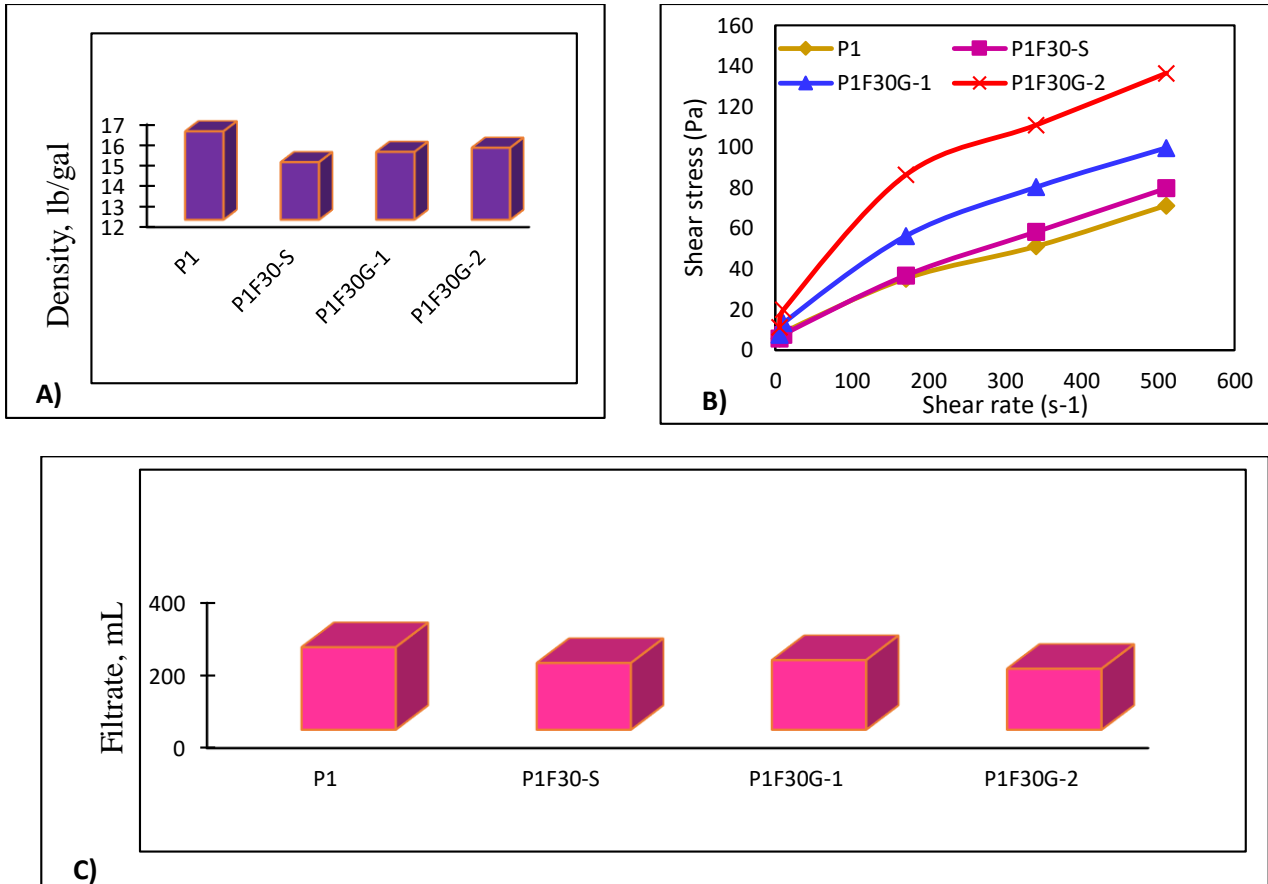 Density, lb/gal
17
16
15
14
13
12
P1
P1F30-S
P1F30G-1
P1F30G-2
A)
Shear stress (Pa)
160
140
120
100
80
60
40
20
0
P1
P1F30-S
P1F30G-1
P1F30G-2
0 100 200 300 400 500 600
Shear rate (s-1)
B)
Filtrate, mL
400
200
0
P1 P1F30-S P1F30G-1 P1F30G-2
C)